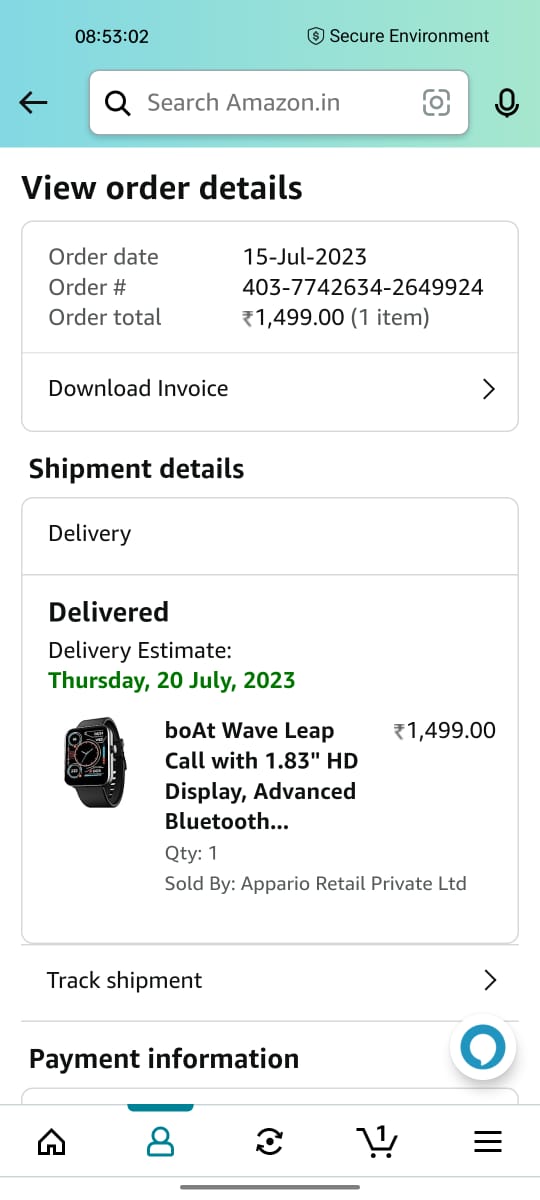 08:53:02 Secure Environment
Search Amazon.in
View order details
Order date 15-Jul-2023
Order # 403-7742634-2649924
Order total ₹1,499.00 (1 item)
Download Invoice
Shipment details
Delivery
Delivered
Delivery Estimate:
Thursday, 20 July, 2023
boAt Wave Leap ₹1,499.00
Call with 1.83" HD
Display, Advanced
Bluetooth...
Qty: 1
Sold By: Appario Retail Private Ltd
Track shipment
Payment information
1